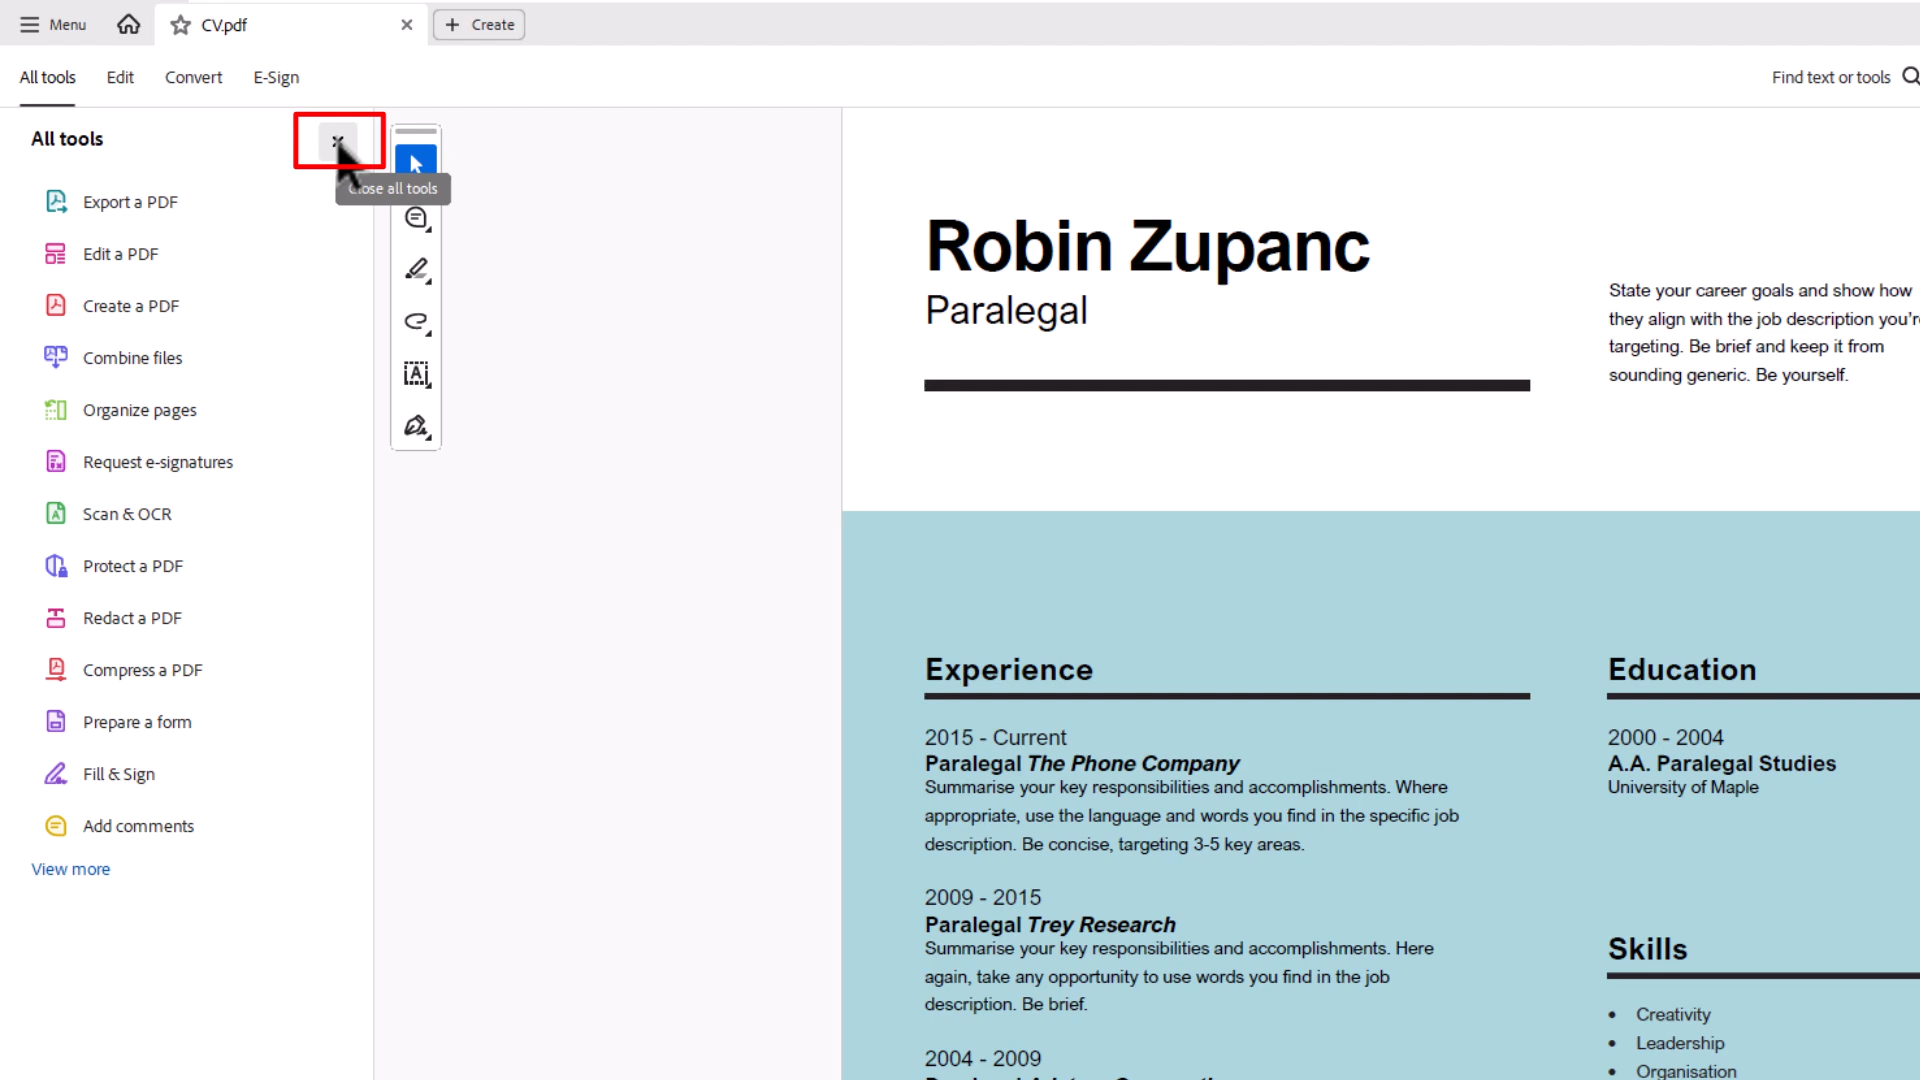 Menu
CV.pdf
Create
All tools
Edit
Convert
E-Sign
Find text or tools
All tools
Close all tools
Export a PDF
Edit a PDF
Create a PDF
Combine files
Organize pages
Request e-signatures
Scan & OCR
Protect a PDF
Redact a PDF
Compress a PDF
Prepare a form
Fill & Sign
Add comments
View more
Robin Zupanc
Paralegal
State your career goals and show how
they align with the job description you're
targeting. Be brief and keep it from
sounding generic. Be yourself.
Experience
2015 - Current
Paralegal The Phone Company
Summarise your key responsibilities and accomplishments. Where
appropriate, use the language and words you find in the specific job
description. Be concise, targeting 3-5 key areas.
2009 - 2015
Paralegal Trey Research
Summarise your key responsibilities and accomplishments. Here
again, take any opportunity to use words you find in the job
description. Be brief.
2004 - 2009
Education
2000 - 2004
A.A. Paralegal Studies
University of Maple
Skills
• Creativity
• Leadership
• Organisation